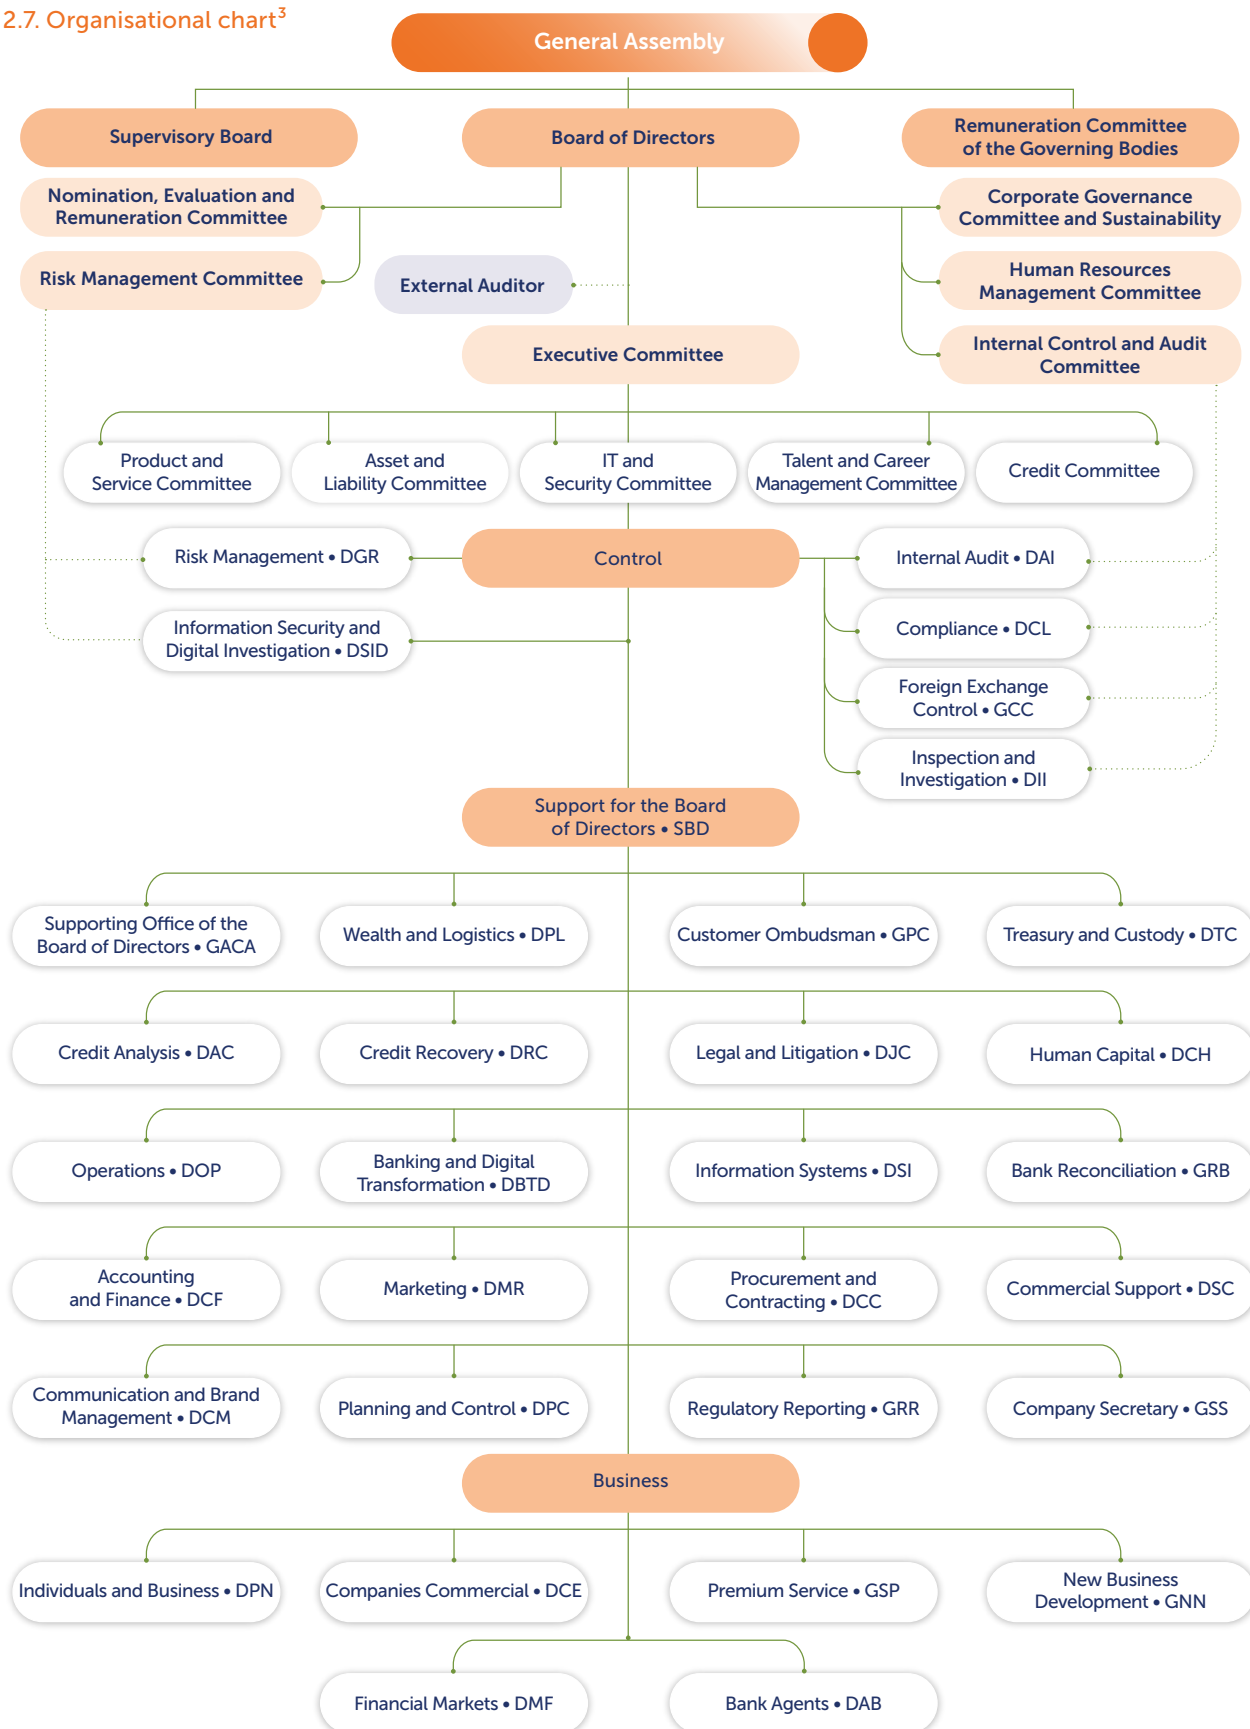 2.7. Organisational chart³
General Assembly
Supervisory Board
Board of Directors
Remuneration Committee
of the Governing Bodies
Nomination, Evaluation and
Remuneration Committee
Corporate Governance
Committee and Sustainability
Risk Management Committee
External Auditor
Human Resources
Management Committee
Executive Committee
Internal Control and Audit
Committee
Product and
Service Committee
Asset and
Liability Committee
IT and
Security Committee
Talent and Career
Management Committee
Credit Committee
Risk Management • DGR
Control
Internal Audit • DAI
Information Security and
Digital Investigation • DSID
Compliance • DCL
Foreign Exchange
Control • GCC
Inspection and
Investigation • DII
Support for the Board
of Directors • SBD
Supporting Office of the
Board of Directors • GACA
Wealth and Logistics • DPL
Customer Ombudsman • GPC
Treasury and Custody • DTC
Credit Analysis • DAC
Credit Recovery • DRC
Legal and Litigation • DJC
Human Capital • DCH
Operations • DOP
Banking and Digital
Transformation • DBTD
Information Systems • DSI
Bank Reconciliation • GRB
Accounting
and Finance • DCF
Marketing • DMR
Procurement and
Contracting • DCC
Commercial Support • DSC
Communication and Brand
Management • DCM
Planning and Control • DPC
Regulatory Reporting • GRR
Company Secretary • GSS
Business
Individuals and Business • DPN
Companies Commercial • DCE
Premium Service • GSP
New Business
Development • GNN
Financial Markets • DMF
Bank Agents • DAB